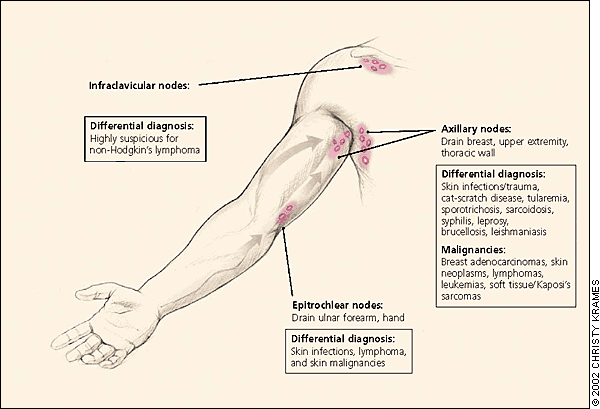 Infraclavicular nodes:
Differential diagnosis:
Highly suspicious for
non-Hodgkin's lymphoma
Axillary nodes:
Drain breast, upper extremity,
thoracic wall
Differential diagnosis:
Skin infections/trauma,
cat-scratch disease, tularemia,
sporotrichosis, sarcoidosis,
syphilis, leprosy,
brucellosis, leishmaniasis
Malignancies:
Breast adenocarcinomas, skin
neoplasms, lymphomas,
leukemias, soft tissue/Kaposi's
sarcomas
Epitrochlear nodes:
Drain ulnar forearm, hand
Differential diagnosis:
Skin infections, lymphoma,
and skin malignancies
© 2002 CHRISTY KRAMES